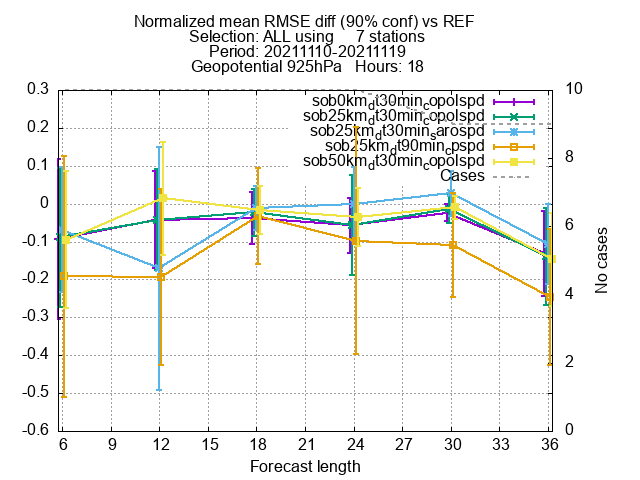 Normalized mean RMSE diff (90% conf) vs REF
Selection: ALL using 7 stations
Period: 20211110-20211119
Geopotential 925hPa Hours: 18
0.3
0.2
0.1
0
-0.1
-0.2
-0.3
-0.4
-0.5
-0.6
sob0km_dt30min_copolspd
sob25km_dt30min_copolspd
sob25km_dt30min_sarospd
sob25km_dt90min_cpspd
sob50km_dt30min_copolspd
Cases
10
8
6
4
2
0
No cases
6 9 12 15 18 21 24 27 30 33 36
Forecast length